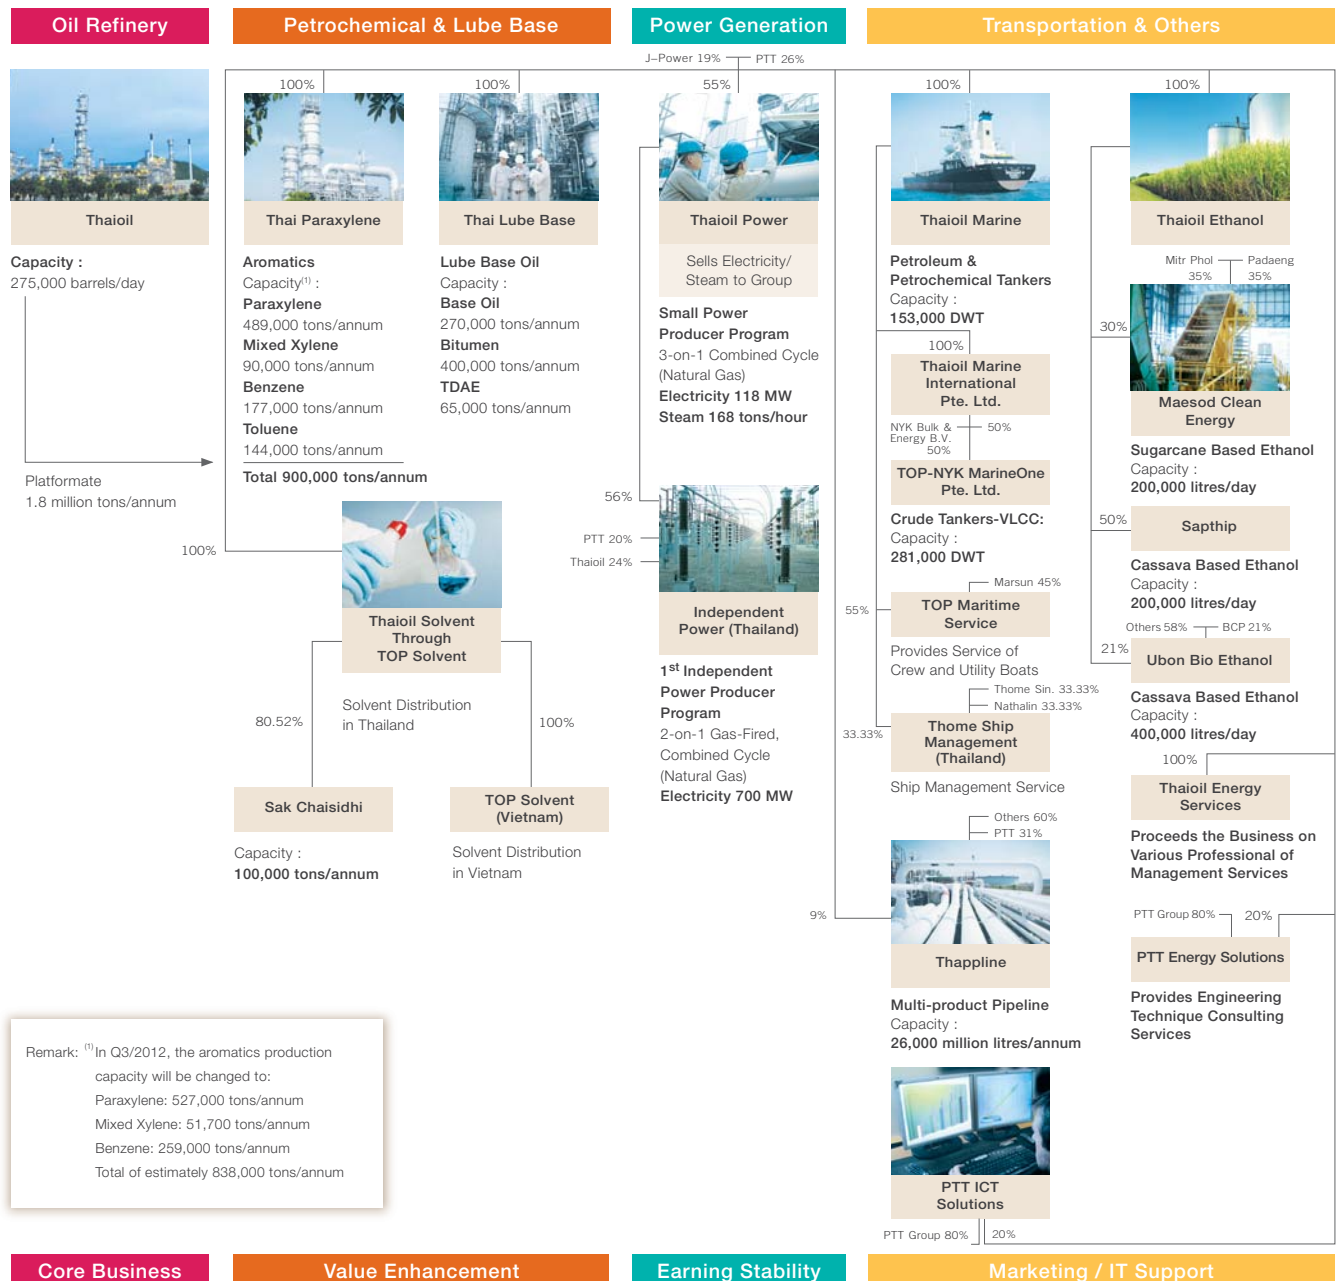 Oil Refinery
Petrochemical & Lube Base
Power Generation
Transportation & Others
J–Power 19%
PTT 26%
100%
100%
55%
100%
100%
Thaioil
Thai Paraxylene
Thai Lube Base
Thaioil Power
Thaioil Marine
Thaioil Ethanol
Capacity :
275,000 barrels/day
Platformate
1.8 million tons/annum
Aromatics
Capacity(1) :
Paraxylene
489,000 tons/annum
Mixed Xylene
90,000 tons/annum
Benzene
177,000 tons/annum
Toluene
144,000 tons/annum
Total 900,000 tons/annum
Lube Base Oil
Capacity :
Base Oil
270,000 tons/annum
Bitumen
400,000 tons/annum
TDAE
65,000 tons/annum
100%
Thaioil Solvent
Through
TOP Solvent
Solvent Distribution
in Thailand
80.52%
100%
Sak Chaisidhi
Capacity :
100,000 tons/annum
TOP Solvent
(Vietnam)
Solvent Distribution
in Vietnam
Sells Electricity/
Steam to Group
Small Power
Producer Program
3-on-1 Combined Cycle
(Natural Gas)
Electricity 118 MW
Steam 168 tons/hour
56%
PTT 20%
Thaioil 24%
Independent
Power (Thailand)
1st Independent
Power Producer
Program
2-on-1 Gas-Fired,
Combined Cycle
(Natural Gas)
Electricity 700 MW
Petroleum &
Petrochemical Tankers
Capacity :
153,000 DWT
100%
Thaioil Marine
International
Pte. Ltd.
NYK Bulk &
Energy B.V.
50%
50%
TOP-NYK MarineOne
Pte. Ltd.
Crude Tankers-VLCC:
Capacity :
281,000 DWT
Marsun 45%
55%
TOP Maritime
Service
Provides Service of
Crew and Utility Boats
Thome Sin. 33.33%
Nathalin 33.33%
33.33%
Thome Ship
Management
(Thailand)
Ship Management Service
Others 60%
PTT 31%
9%
Thappline
Multi-product Pipeline
Capacity :
26,000 million litres/annum
PTT ICT
Solutions
PTT Group 80%
20%
Mitr Phol
35%
Padaeng
35%
30%
Maesod Clean
Energy
Sugarcane Based Ethanol
Capacity :
200,000 litres/day
50%
Sapthip
Cassava Based Ethanol
Capacity :
200,000 litres/day
Others 58%
BCP 21%
21%
Ubon Bio Ethanol
Cassava Based Ethanol
Capacity :
400,000 litres/day
100%
Thaioil Energy
Services
Proceeds the Business on
Various Professional of
Management Services
PTT Group 80%
20%
PTT Energy Solutions
Provides Engineering
Technique Consulting
Services
Remark: (1) In Q3/2012, the aromatics production
capacity will be changed to:
Paraxylene: 527,000 tons/annum
Mixed Xylene: 51,700 tons/annum
Benzene: 259,000 tons/annum
Total of estimately 838,000 tons/annum
Core Business
Value Enhancement
Earning Stability
Marketing / IT Support